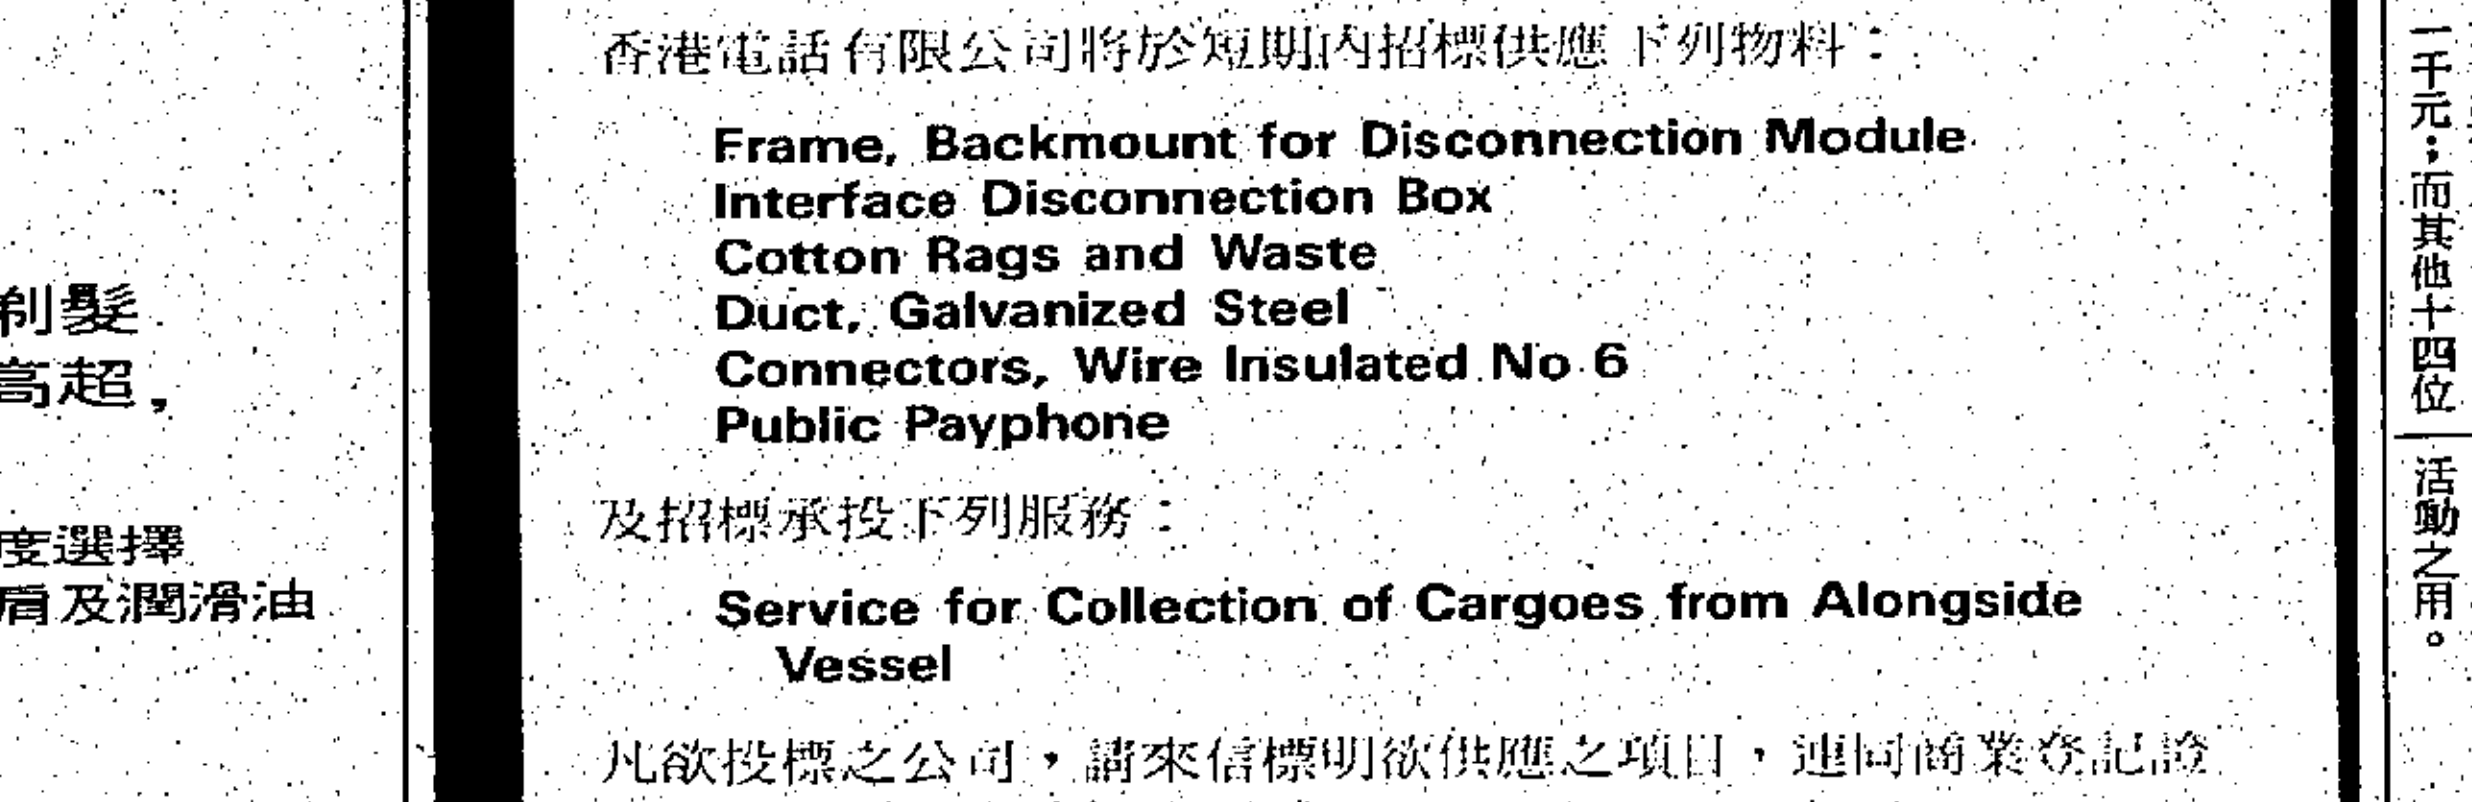 香港電話有限公司將於短期內招標供應下列物料：
Frame, Backmount for Disconnection Module
Interface Disconnection Box
Cotton Rags and Waste
Duct, Galvanized Steel
Connectors, Wire Insulated No 6
Public Payphone
及招標承投下列服務：
Service for Collection of Cargoes from Alongside
Vessel
凡欲投標之公司，請來信標明欲供應之項目，連同商業登記證
剃髮
高超，
度選擇
及潤滑油
一千元；而其他十四位
活動之用。